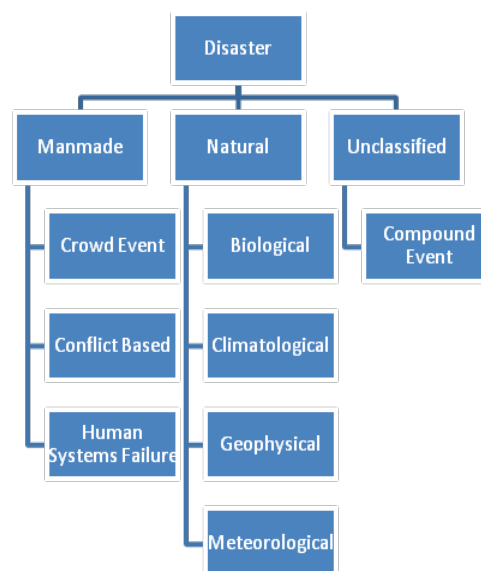 Disaster
Manmade
Natural
Unclassified
Crowd Event
Biological
Compound
Event
Conflict Based
Climatological
Human
Systems Failure
Geophysical
Meteorological